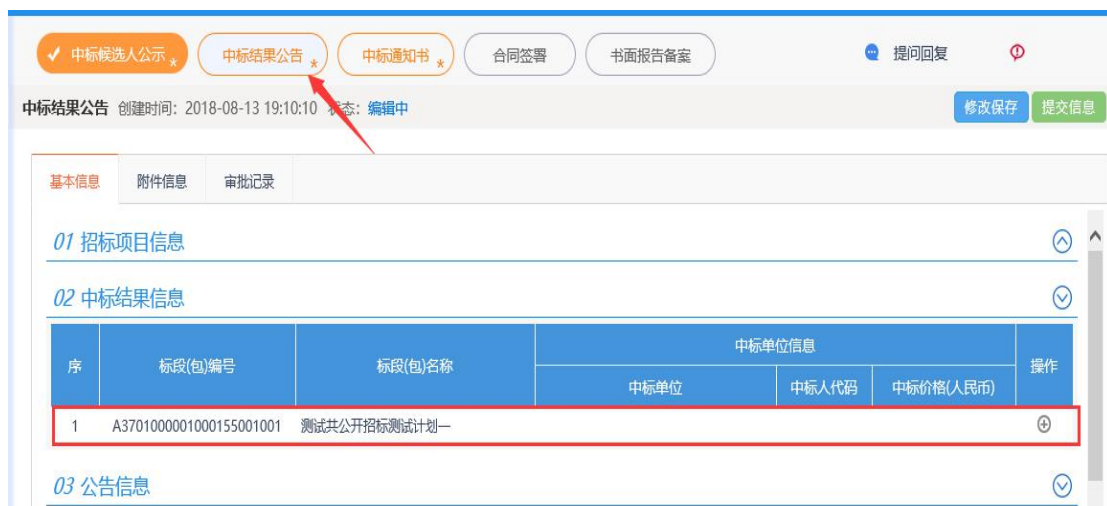 中标候选人公示 * 中标结果公告 * 中标通知书 * 合同签署 书面报告备案 提问回复
中标结果公告 创建时间：2018-08-13 19:10:10 状态：编辑中 修改保存 提交信息
基本信息 附件信息 审批记录
01 招标项目信息
02 中标结果信息
序 标段(包)编号 标段(包)名称 中标单位信息 操作
中标单位 中标人代码 中标价格(人民币)
1 A3701000001000155001001 测试共公开招标测试计划一
03 公告信息